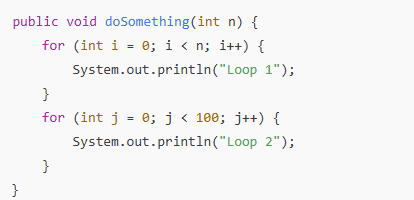 public void doSomething(int n) {
    for (int i = 0; i < n; i++) {
        System.out.println("Loop 1");
    }
    for (int j = 0; j < 100; j++) {
        System.out.println("Loop 2");
    }
}